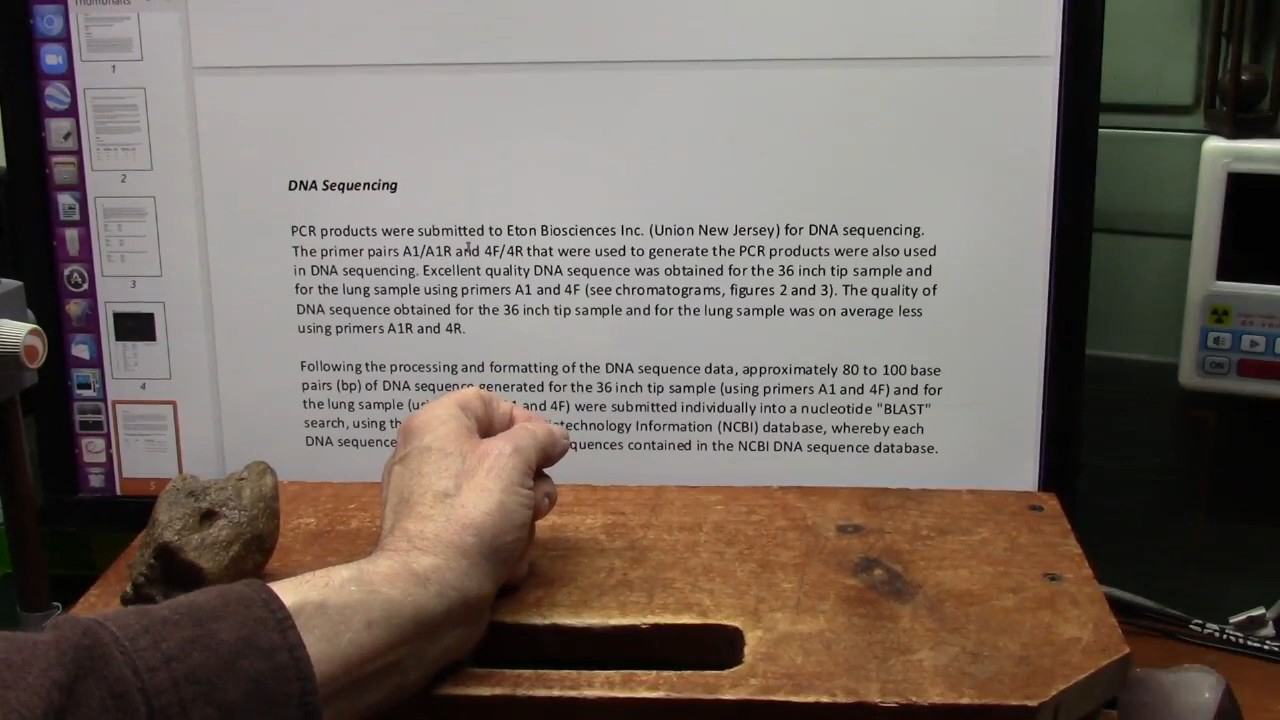 Thumbnails
1
2
3
4
5
DNA Sequencing
PCR products were submitted to Eton Biosciences Inc. (Union New Jersey) for DNA sequencing.
The primer pairs A1/A1R and 4F/4R that were used to generate the PCR products were also used
in DNA sequencing. Excellent quality DNA sequence was obtained for the 36 inch tip sample and
for the lung sample using primers A1 and 4F (see chromatograms, figures 2 and 3). The quality of
DNA sequence obtained for the 36 inch tip sample and for the lung sample was on average less
using primers A1R and 4R.
Following the processing and formatting of the DNA sequence data, approximately 80 to 100 base
pairs (bp) of DNA sequence generated for the 36 inch tip sample (using primers A1 and 4F) and for
the lung sample and 4F) were submitted individually into a nucleotide "BLAST"
search, using Information (NCBI) database, whereby each
DNA sequence contained in the NCBI DNA sequence database.
ON